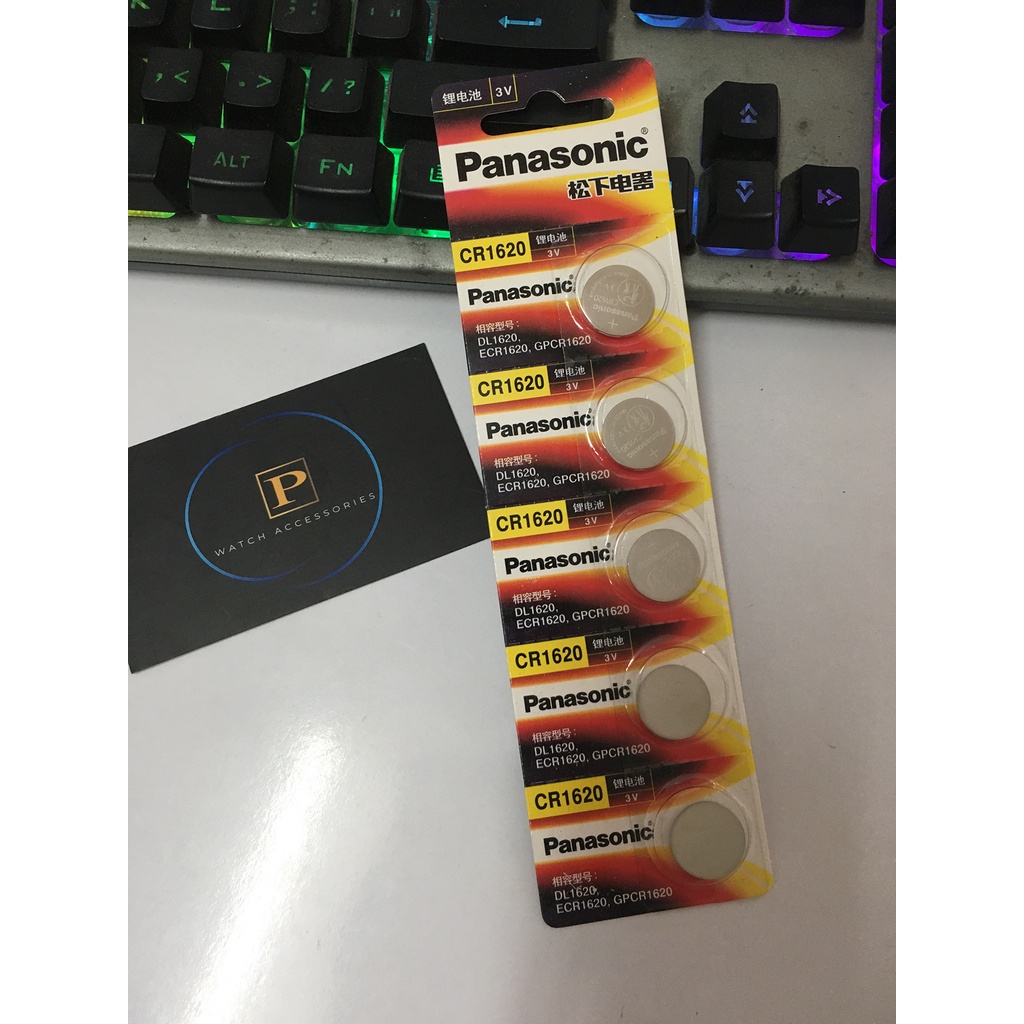 , <
. >
/ ?
ALT
FN
锂电池 3V
Panasonic®
松下电器
CR1620 锂电池 3V
Panasonic
相容型号:
DL1620,
ECR1620, GPCR1620
Panasonic
CR1620 锂电池 3V
Panasonic
相容型号:
DL1620,
ECR1620, GPCR1620
CR1620 锂电池 3V
Panasonic
相容型号:
DL1620,
ECR1620, GPCR1620
CR1620 锂电池 3V
Panasonic
相容型号:
DL1620,
ECR1620, GPCR1620
CR1620 锂电池 3V
Panasonic
相容型号:
DL1620,
ECR1620, GPCR1620
P
WATCH ACCESSORIES